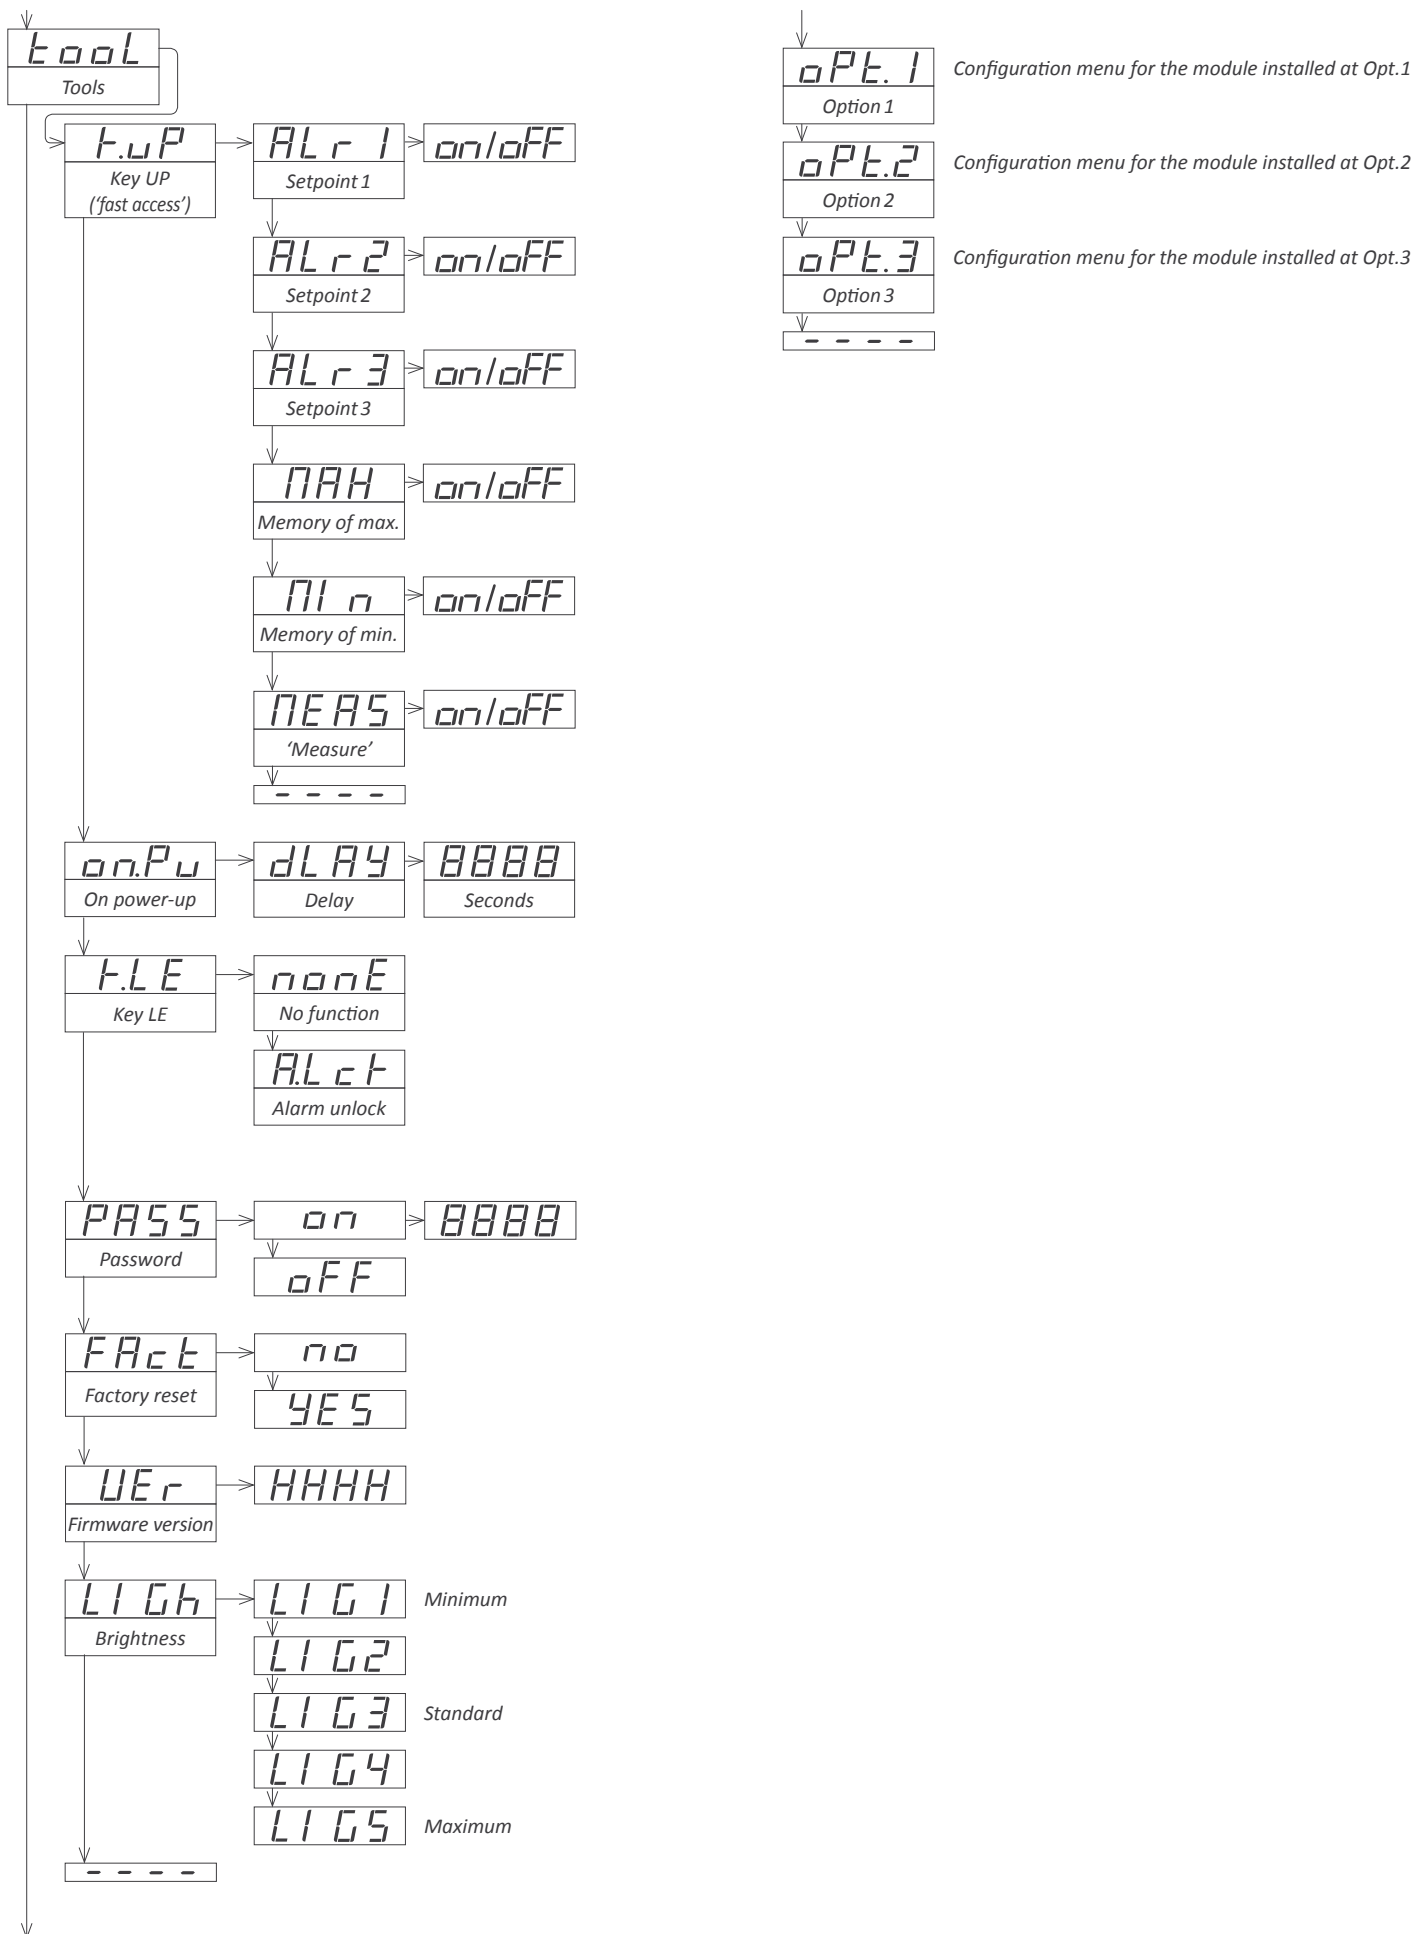 tooL
Tools
k.uP
Key UP
(‘fast access’)
ALr1
Setpoint 1
on/oFF
ALr2
Setpoint 2
on/oFF
ALr3
Setpoint 3
on/oFF
MAX
Memory of max.
on/oFF
MIn
Memory of min.
on/oFF
MEAS
‘Measure’
on/oFF
----
on.Pu
On power-up
dLAY
Delay
8888
Seconds
k.LE
Key LE
nonE
No function
A.Lck
Alarm unlock
PASS
Password
on
8888
oFF
FAct
Factory reset
no
YES
VEr
Firmware version
HHHH
LIGh
Brightness
LIG1
Minimum
LIG2
LIG3
Standard
LIG4
LIG5
Maximum
----
oPt.1
Option 1
Configuration menu for the module installed at Opt.1
oPt.2
Option 2
Configuration menu for the module installed at Opt.2
oPt.3
Option 3
Configuration menu for the module installed at Opt.3
----